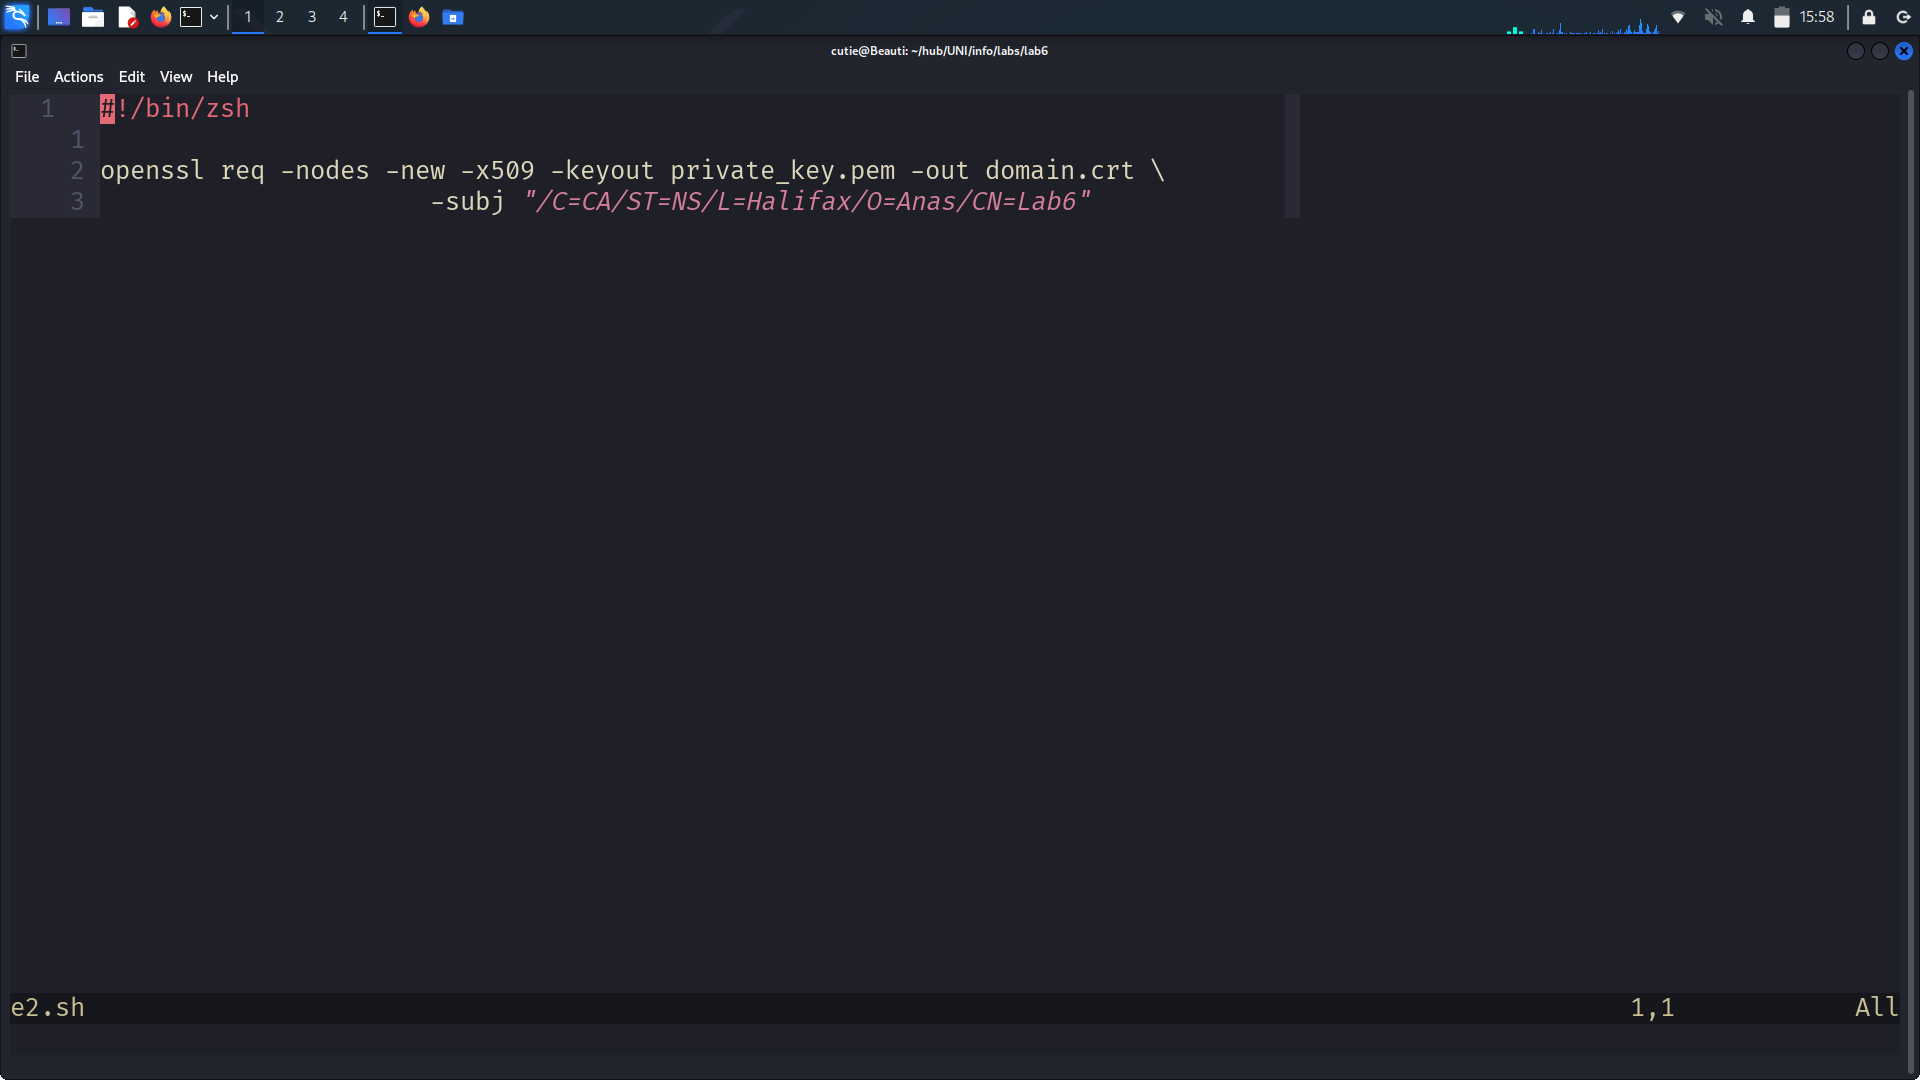 1 2 3 4 15:58
cutie@Beauti: ~/hub/UNI/info/labs/lab6
File Actions Edit View Help
1 #!/bin/zsh
1
2 openssl req -nodes -new -x509 -keyout private_key.pem -out domain.crt \
3 -subj "/C=CA/ST=NS/L=Halifax/O=Anas/CN=Lab6"
e2.sh 1,1 All